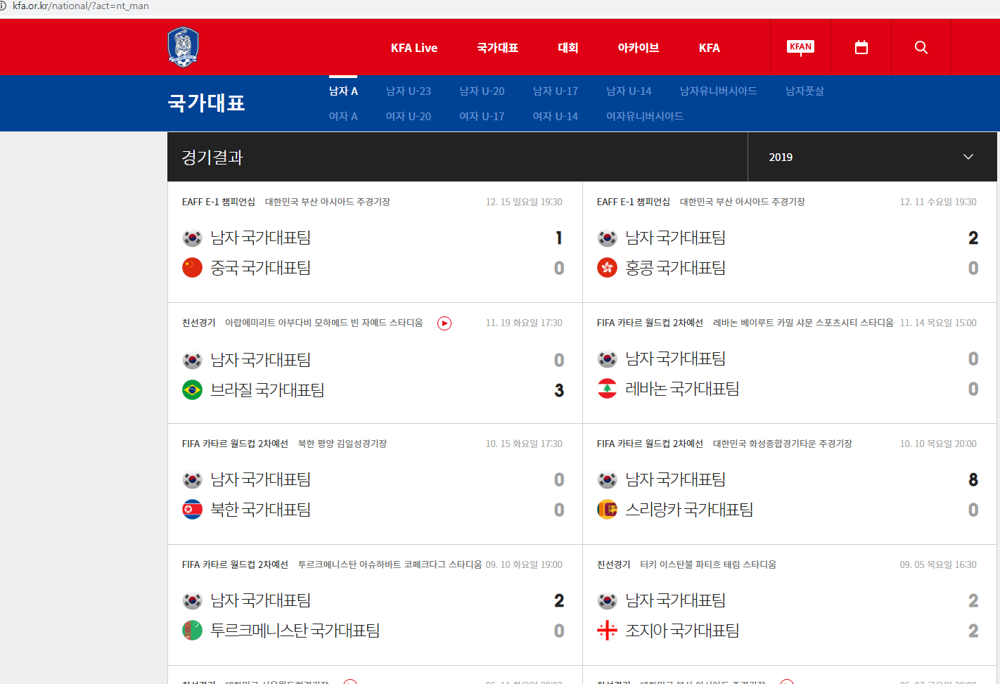 kfa.or.kr/national/?act=nt_man
KFA Live 국가대표 대회 아카이브 KFA KFAN
국가대표
남자 A 남자 U-23 남자 U-20 남자 U-17 남자 U-14 남자유니버시아드 남자풋살
여자 A 여자 U-20 여자 U-17 여자 U-14 여자유니버시아드
경기결과 2019
EAFF E-1 챔피언십 대한민국 부산 아시아드 주경기장 12. 15 일요일 19:30
남자 국가대표팀 1
중국 국가대표팀 0
EAFF E-1 챔피언십 대한민국 부산 아시아드 주경기장 12. 11 수요일 19:30
남자 국가대표팀 2
홍콩 국가대표팀 0
친선경기 아랍에미리트 아부다비 모하메드 빈 자예드 스타디움 11. 19 화요일 17:30
남자 국가대표팀 0
브라질 국가대표팀 3
FIFA 카타르 월드컵 2차예선 레바논 베이루트 카밀 샤문 스포츠시티 스타디움 11. 14 목요일 15:00
남자 국가대표팀 0
레바논 국가대표팀 0
FIFA 카타르 월드컵 2차예선 북한 평양 김일성경기장 10. 15 화요일 17:30
남자 국가대표팀 0
북한 국가대표팀 0
FIFA 카타르 월드컵 2차예선 대한민국 화성종합경기타운 주경기장 10. 10 목요일 20:00
남자 국가대표팀 8
스리랑카 국가대표팀 0
FIFA 카타르 월드컵 2차예선 투르크메니스탄 아슈하바트 코페크다그 스타디움 09. 10 화요일 19:00
남자 국가대표팀 2
투르크메니스탄 국가대표팀 0
친선경기 터키 이스탄불 파티흐 테림 스타디움 09. 05 목요일 16:30
남자 국가대표팀 2
조지아 국가대표팀 2